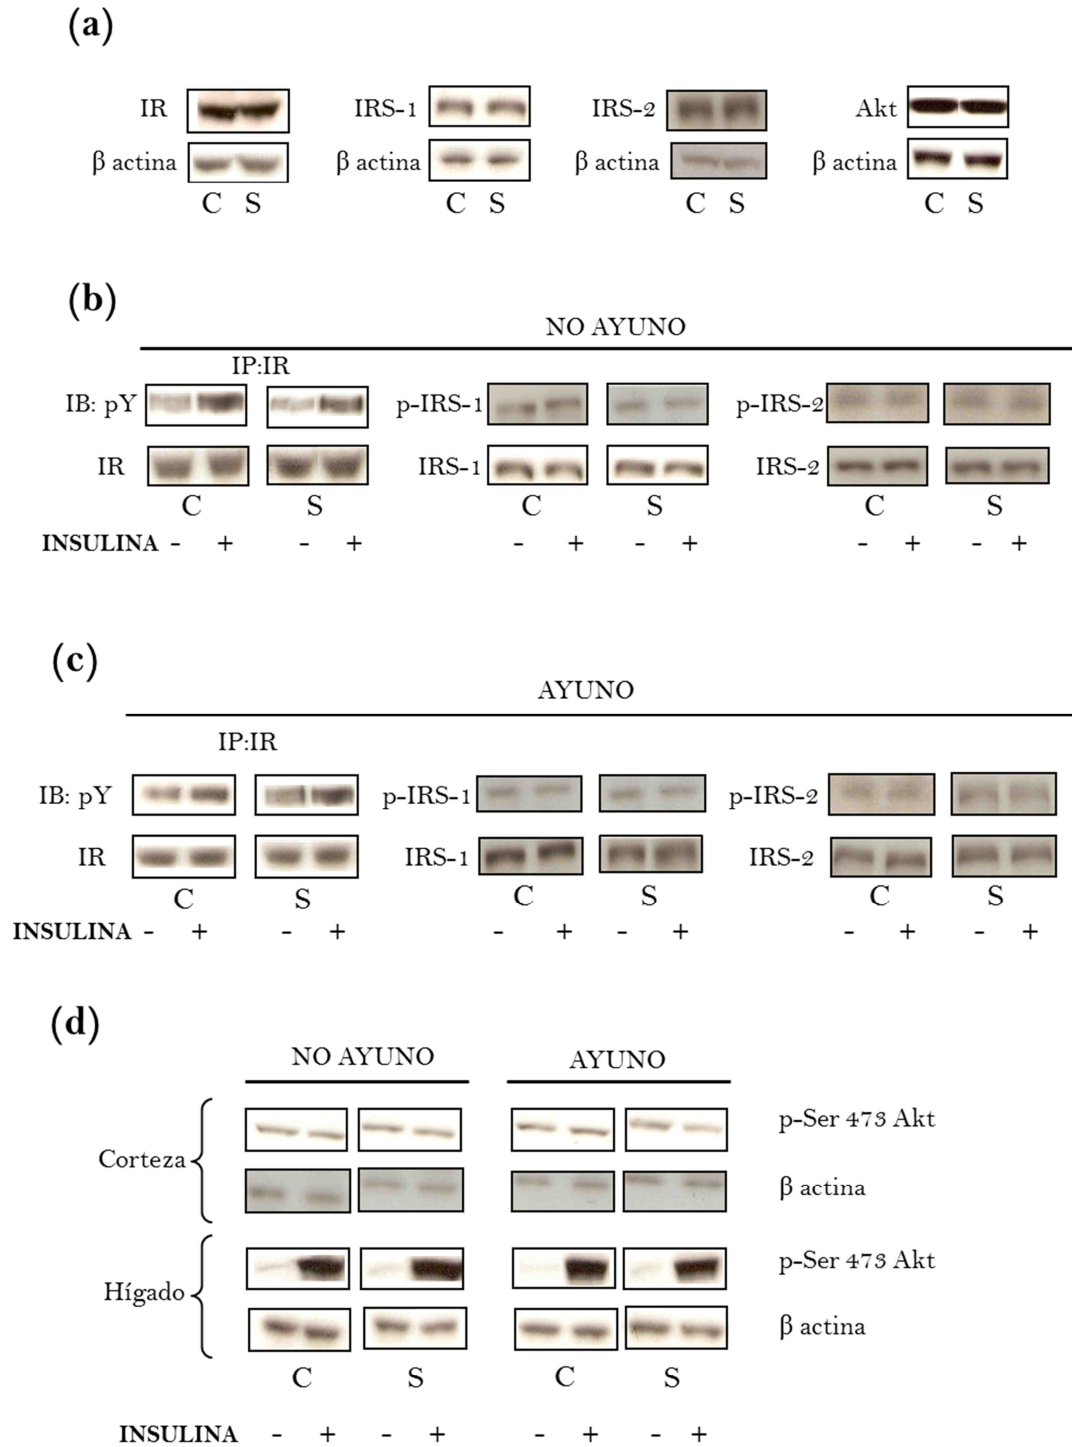 (a)
IR IRS-1 IRS-2 Akt
β actina β actina β actina β actina
C S C S C S C S
(b)
NO AYUNO
IP:IR
IB: pY p-IRS-1 p-IRS-2
IR IRS-1 IRS-2
C S C S C S
INSULINA - + - + - + - + - + - +
(c)
AYUNO
IP:IR
IB: pY p-IRS-1 p-IRS-2
IR IRS-1 IRS-2
C S C S C S
INSULINA - + - + - + - + - + - +
(d)
NO AYUNO AYUNO
p-Ser 473 Akt
Corteza
β actina
p-Ser 473 Akt
Hígado
β actina
C S C S
INSULINA - + - + - + - +